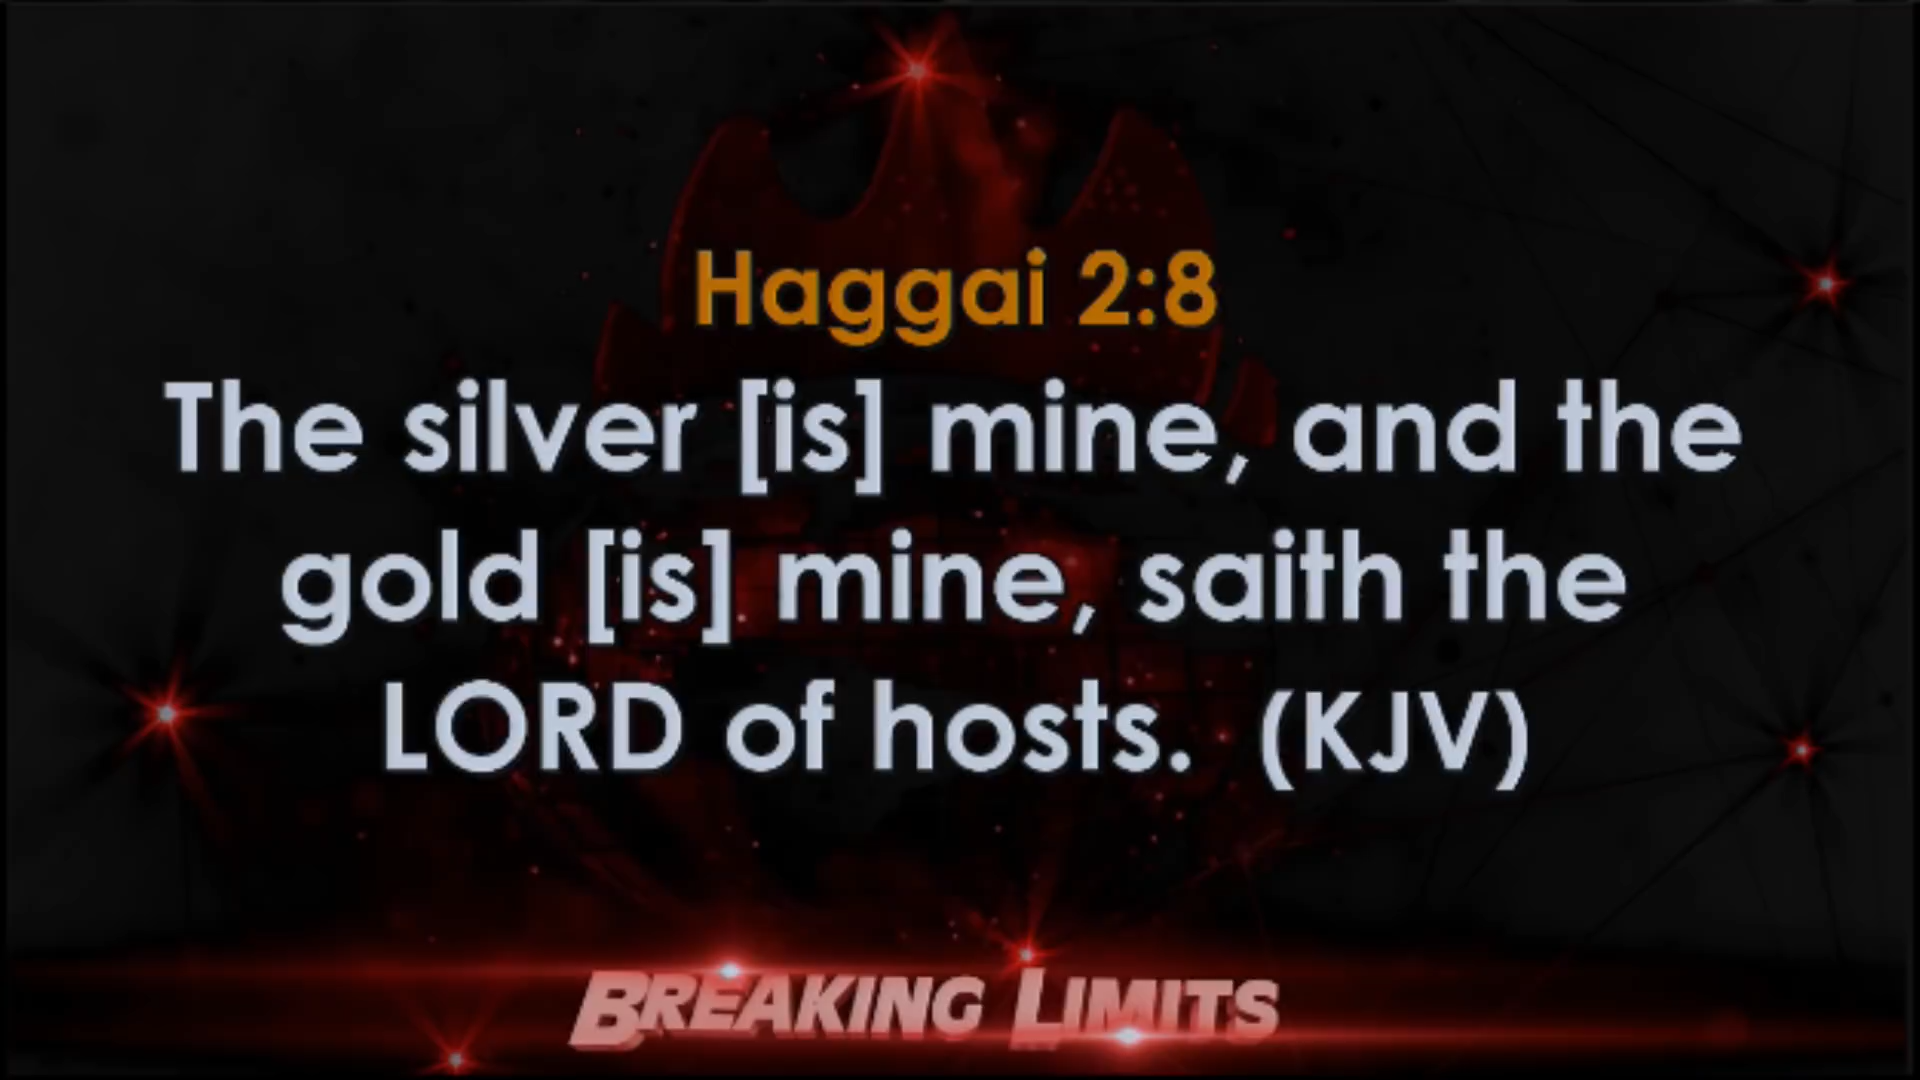 Haggai 2:8
The silver [is] mine, and the
gold [is] mine, saith the
LORD of hosts.  (KJV)
BREAKING LIMITS